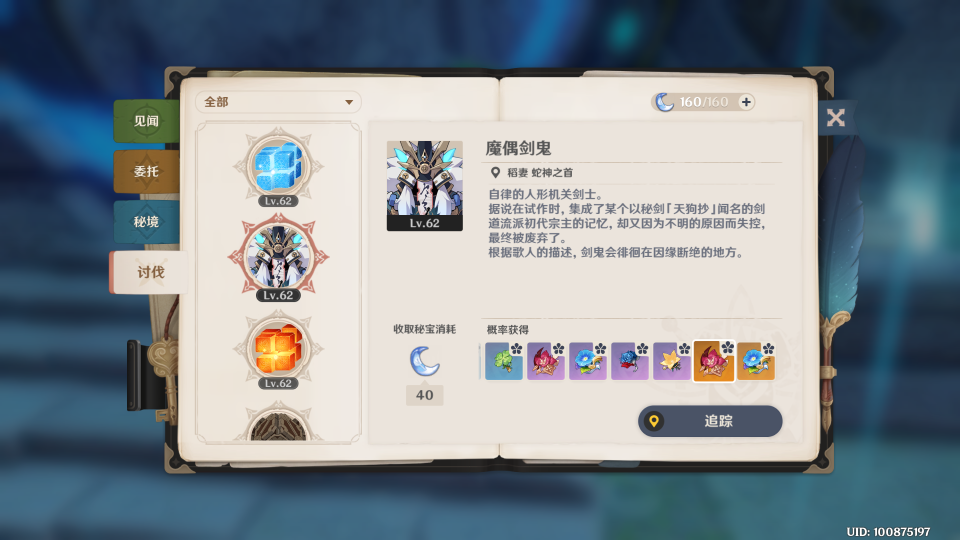 全部
160/160
见闻
委托
秘境
讨伐
Lv.62
Lv.62
Lv.62
Lv.62
魔偶剑鬼
稻妻 蛇神之首
自律的人形机关剑士。
据说在试作时，集成了某个以秘剑「天狗抄」闻名的剑
道流派初代宗主的记忆，却又因为不明的原因而失控，
最终被废弃了。
根据歌人的描述，剑鬼会徘徊在因缘断绝的地方。
收取秘宝消耗
40
概率获得
追踪
UID: 100875197